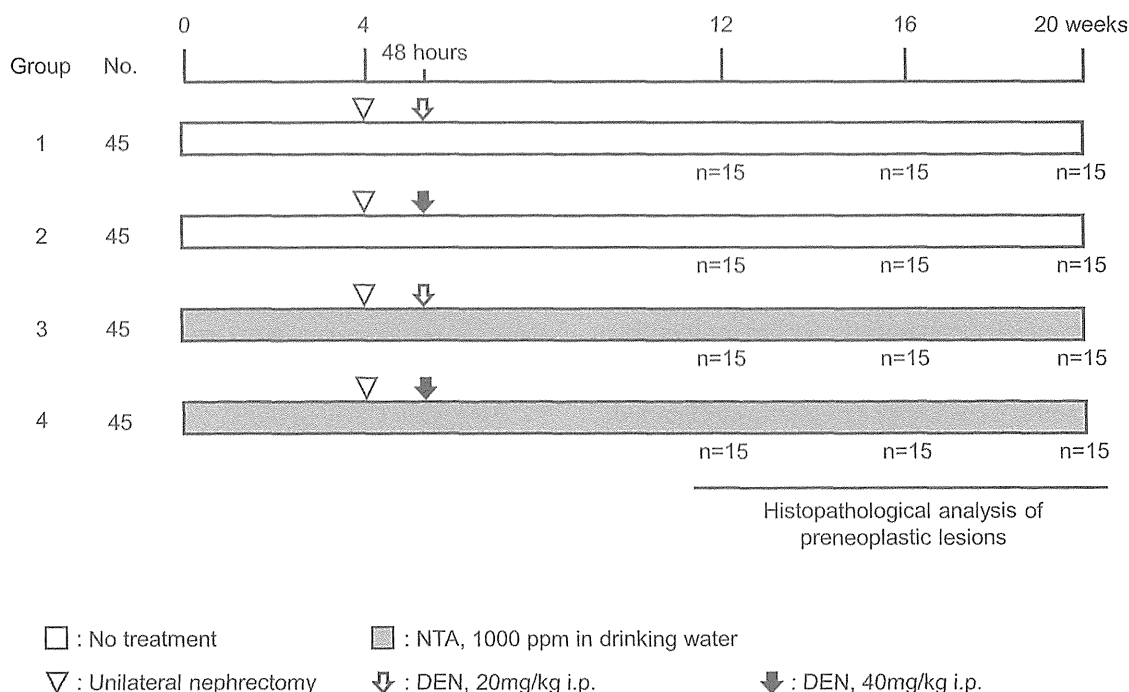 0 4 12 16 20 weeks
48 hours
Group No.
1 45
n=15 n=15 n=15
2 45
n=15 n=15 n=15
3 45
n=15 n=15 n=15
4 45
n=15 n=15 n=15
Histopathological analysis of
preneoplastic lesions
: No treatment : NTA, 1000 ppm in drinking water
: Unilateral nephrectomy : DEN, 20mg/kg i.p. : DEN, 40mg/kg i.p.